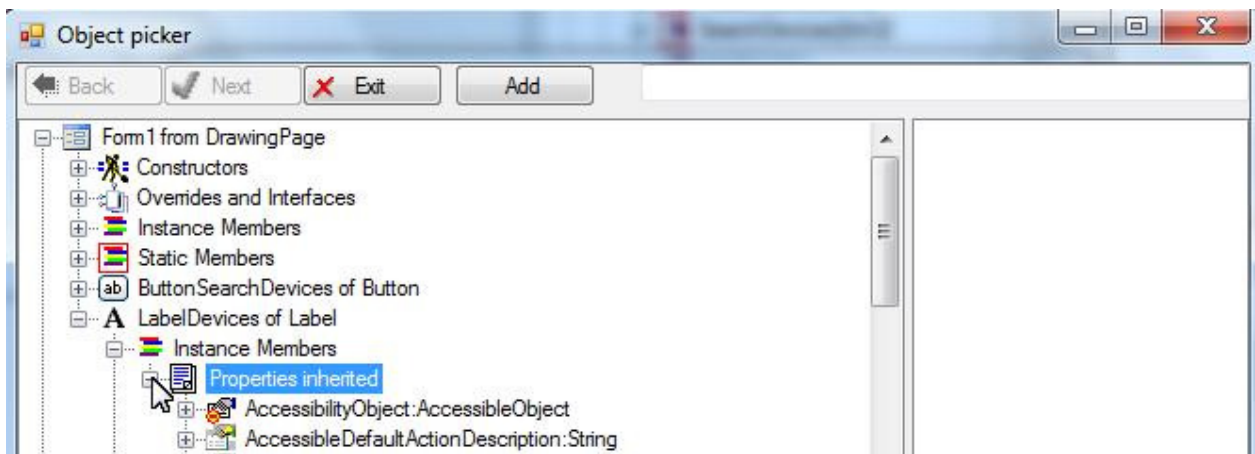 Object picker
Back Next Exit Add
Form1 from DrawingPage
Constructors
Overrides and Interfaces
Instance Members
Static Members
ab ButtonSearchDevices of Button
A LabelDevices of Label
Instance Members
Properties inherited
AccessibilityObject:AccessibleObject
AccessibleDefaultActionDescription:String